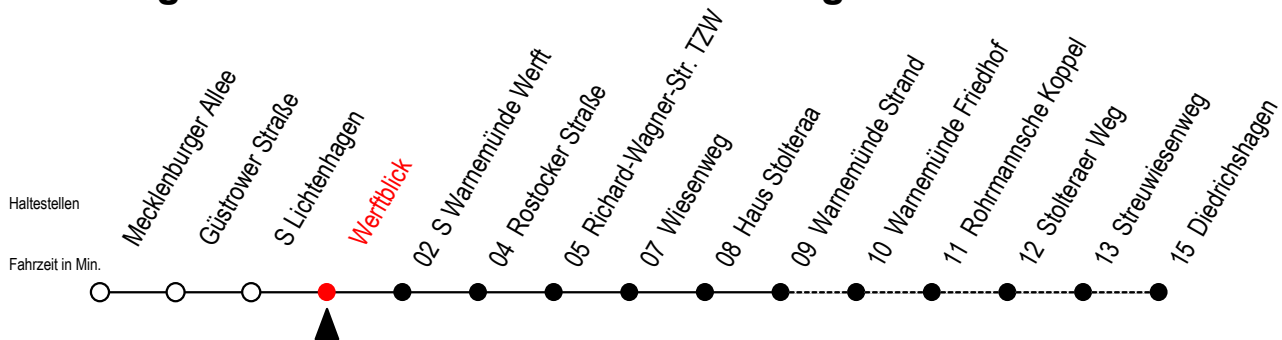 Mecklenburger Allee
Güstrower Straße
S Lichtenhagen
Werftblick
02 S Warnemünde Werft
04 Rostocker Straße
05 Richard-Wagner-Str. TZW
07 Wiesenweg
08 Haus Stolteraa
09 Warnemünde Strand
10 Warnemünde Friedhof
11 Rohrmannsche Koppel
12 Stolteraer Weg
13 Streuwiesenweg
15 Diedrichshagen
Haltestellen
Fahrzeit in Min.